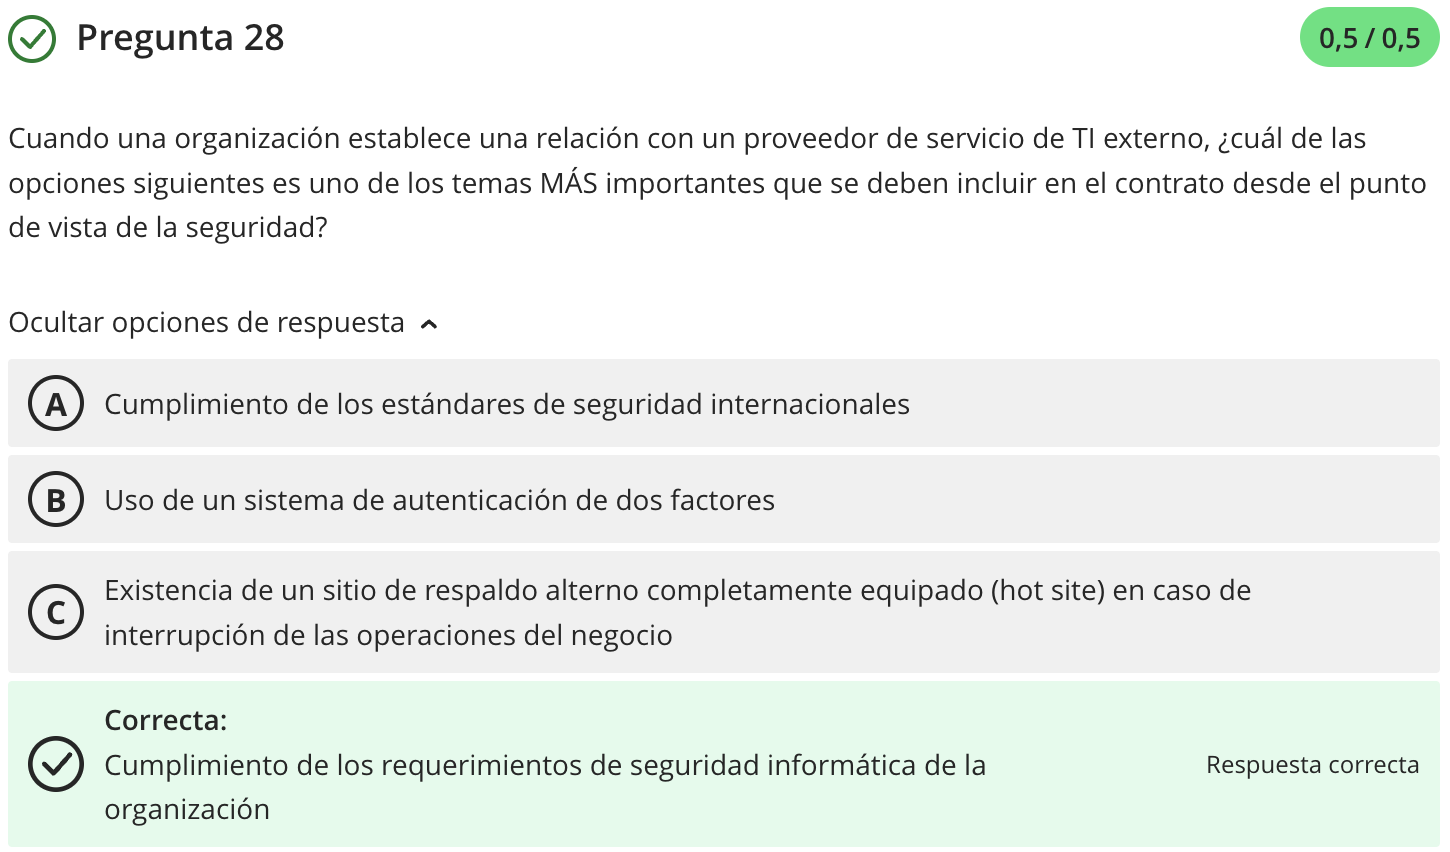 Pregunta 28
0,5 / 0,5
Cuando una organización establece una relación con un proveedor de servicio de TI externo, ¿cuál de las
opciones siguientes es uno de los temas MÁS importantes que se deben incluir en el contrato desde el punto
de vista de la seguridad?
Ocultar opciones de respuesta
A Cumplimiento de los estándares de seguridad internacionales
B Uso de un sistema de autenticación de dos factores
C Existencia de un sitio de respaldo alterno completamente equipado (hot site) en caso de
interrupción de las operaciones del negocio
Correcta:
Cumplimiento de los requerimientos de seguridad informática de la
organización
Respuesta correcta